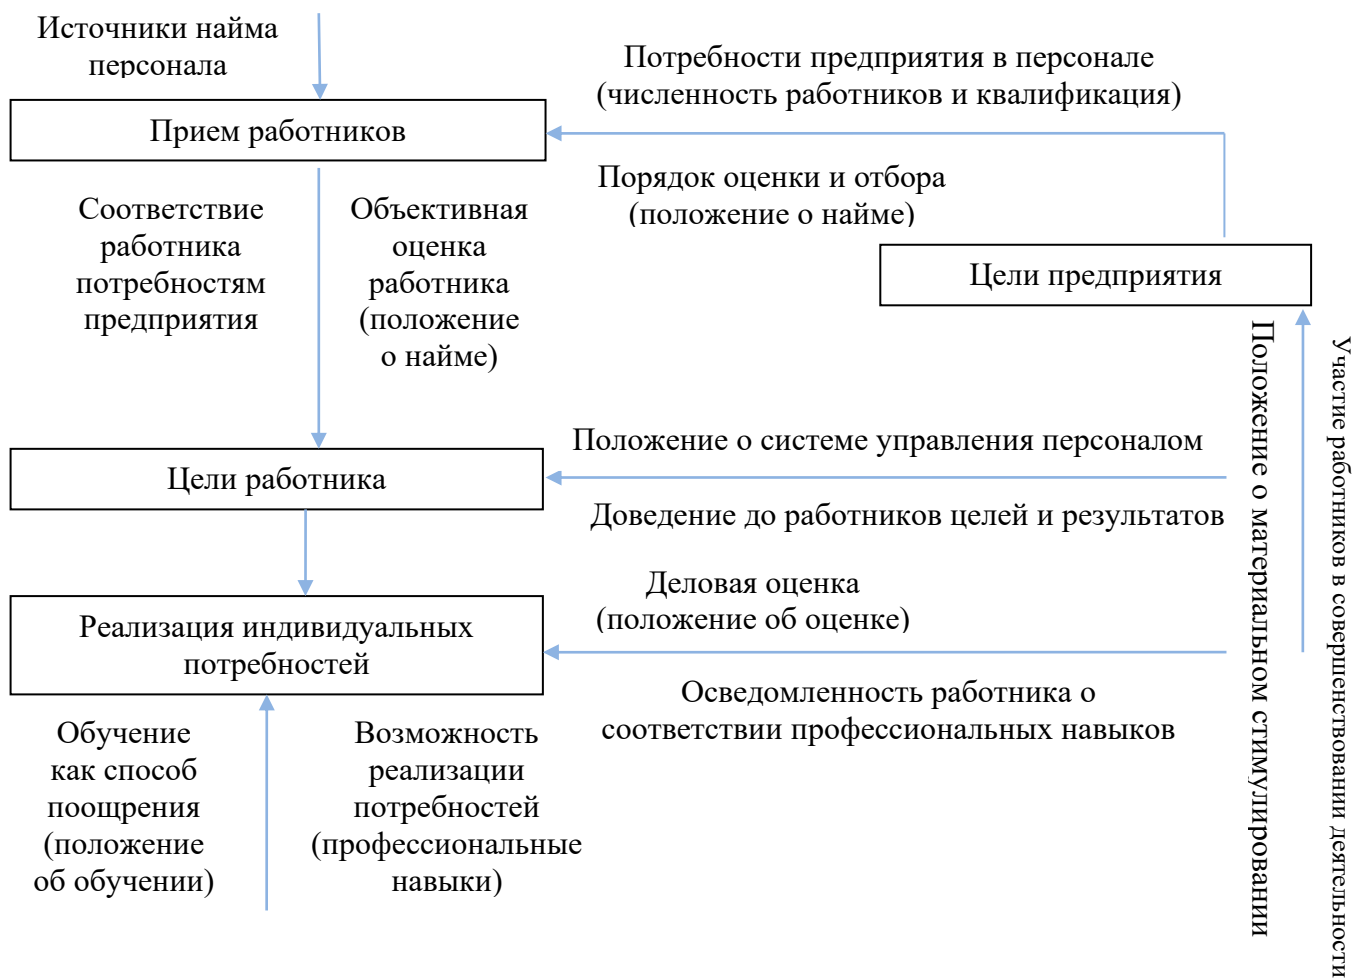 Источники найма
персонала
Потребности предприятия в персонале
(численность работников и квалификация)
Прием работников
Порядок оценки и отбора
(положение о найме)
Соответствие
работника
потребностям
предприятия
Объективная
оценка
работника
(положение
о найме)
Цели предприятия
Положение о материальном стимулировании
Участие работников в совершенствовании деятельности
Положение о системе управления персоналом
Цели работника
Доведение до работников целей и результатов
Деловая оценка
(положение об оценке)
Реализация индивидуальных
потребностей
Осведомленность работника о
соответствии профессиональных навыков
Обучение
как способ
поощрения
(положение
об обучении)
Возможность
реализации
потребностей
(профессиональные
навыки)